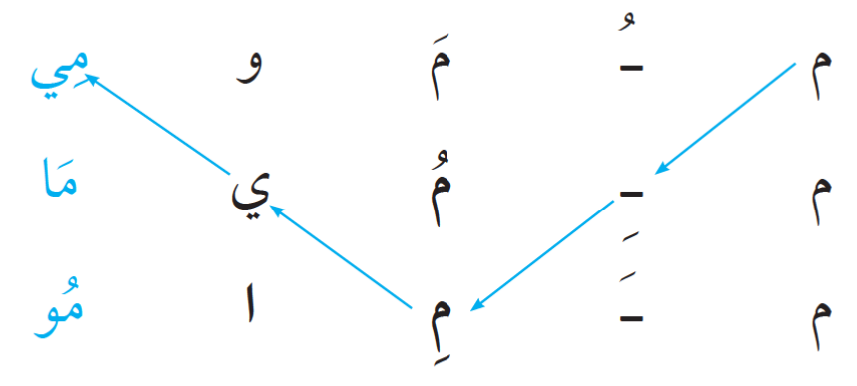 م ـُ مَ و مِي
م ـِ مُ ي مَا
م ـَ مِ ا مُو